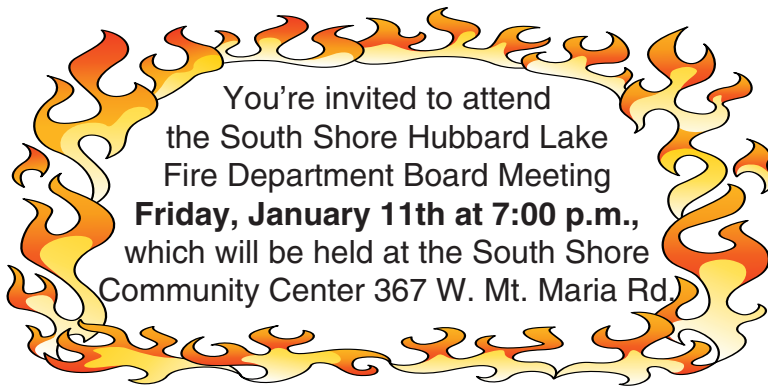 You're invited to attend
the South Shore Hubbard Lake
Fire Department Board Meeting
Friday, January 11th at 7:00 p.m.,
which will be held at the South Shore
Community Center 367 W. Mt. Maria Rd.